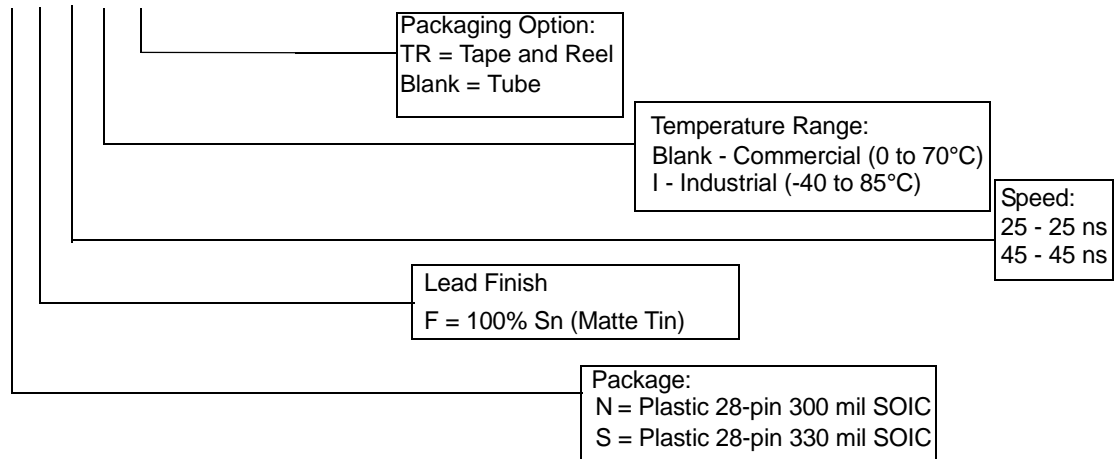 Packaging Option:
TR = Tape and Reel
Blank = Tube
Temperature Range:
Blank - Commercial (0 to 70°C)
I - Industrial (-40 to 85°C)
Speed:
25 - 25 ns
45 - 45 ns
Lead Finish
F = 100% Sn (Matte Tin)
Package:
N = Plastic 28-pin 300 mil SOIC
S = Plastic 28-pin 330 mil SOIC